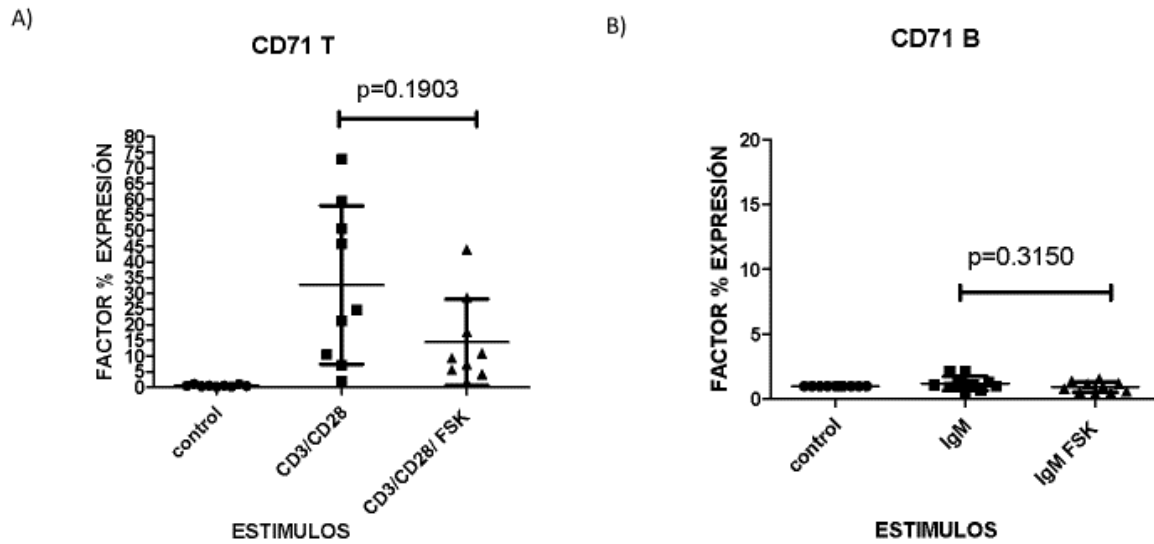 A)
CD71 T
p=0.1903
FACTOR % EXPRESIÓN
80
75
70
65
60
55
50
45
40
35
30
25
20
15
10
5
0
control
CD3/CD28
CD3/CD28/ FSK
ESTIMULOS
B)
CD71 B
p=0.3150
FACTOR % EXPRESIÓN
20
15
10
5
0
control
IgM
IgM FSK
ESTIMULOS